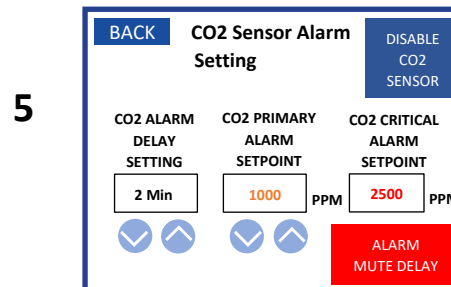 BACK
CO2 Sensor Alarm
Setting
DISABLE
CO2
SENSOR
5
CO2 ALARM
DELAY
SETTING
CO2 PRIMARY
ALARM
SETPOINT
CO2 CRITICAL
ALARM
SETPOINT
2 Min
1000
PPM
2500
PPM
ALARM
MUTE DELAY